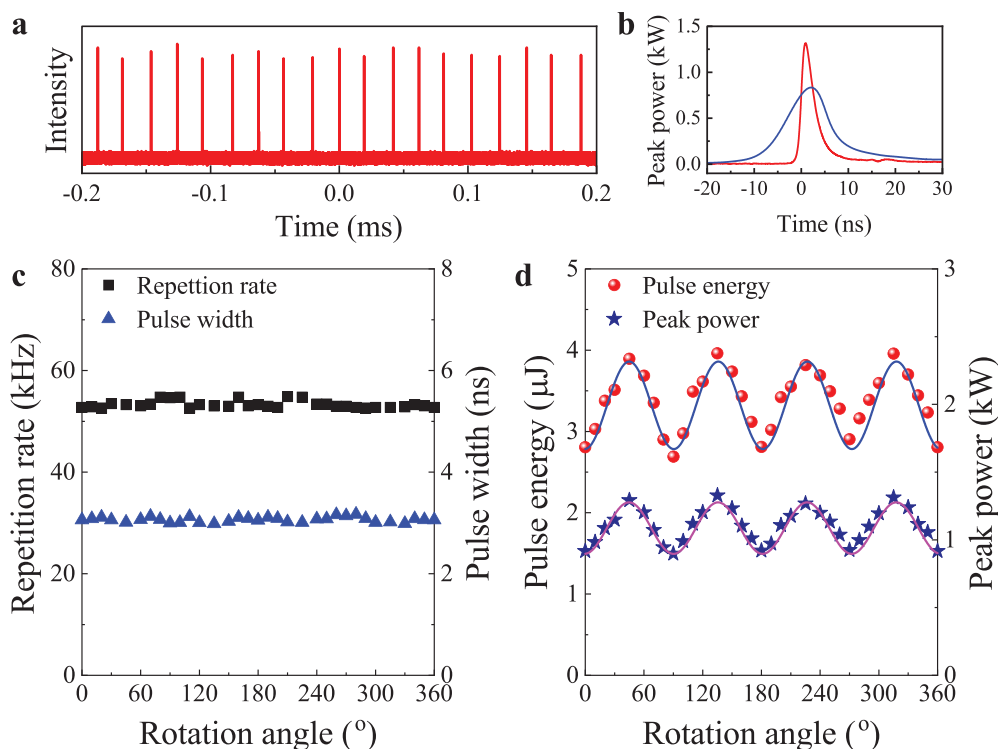 a
Intensity
-0.2 -0.1 0.0 0.1 0.2
Time (ms)
b
Peak power (kW)
1.5
1.0
0.5
0.0
-20 -10 0 10 20 30
Time (ns)
c
Repetition rate (kHz)
80
60
40
20
0
Repettion rate
Pulse width
8
6
4
2
0
Pulse width (ns)
0 60 120 180 240 300 360
Rotation angle (°)
d
Pulse energy (μJ)
5
4
3
2
1
0
Pulse energy
Peak power
3
2
1
0
Peak power (kW)
0 60 120 180 240 300 360
Rotation angle (°)